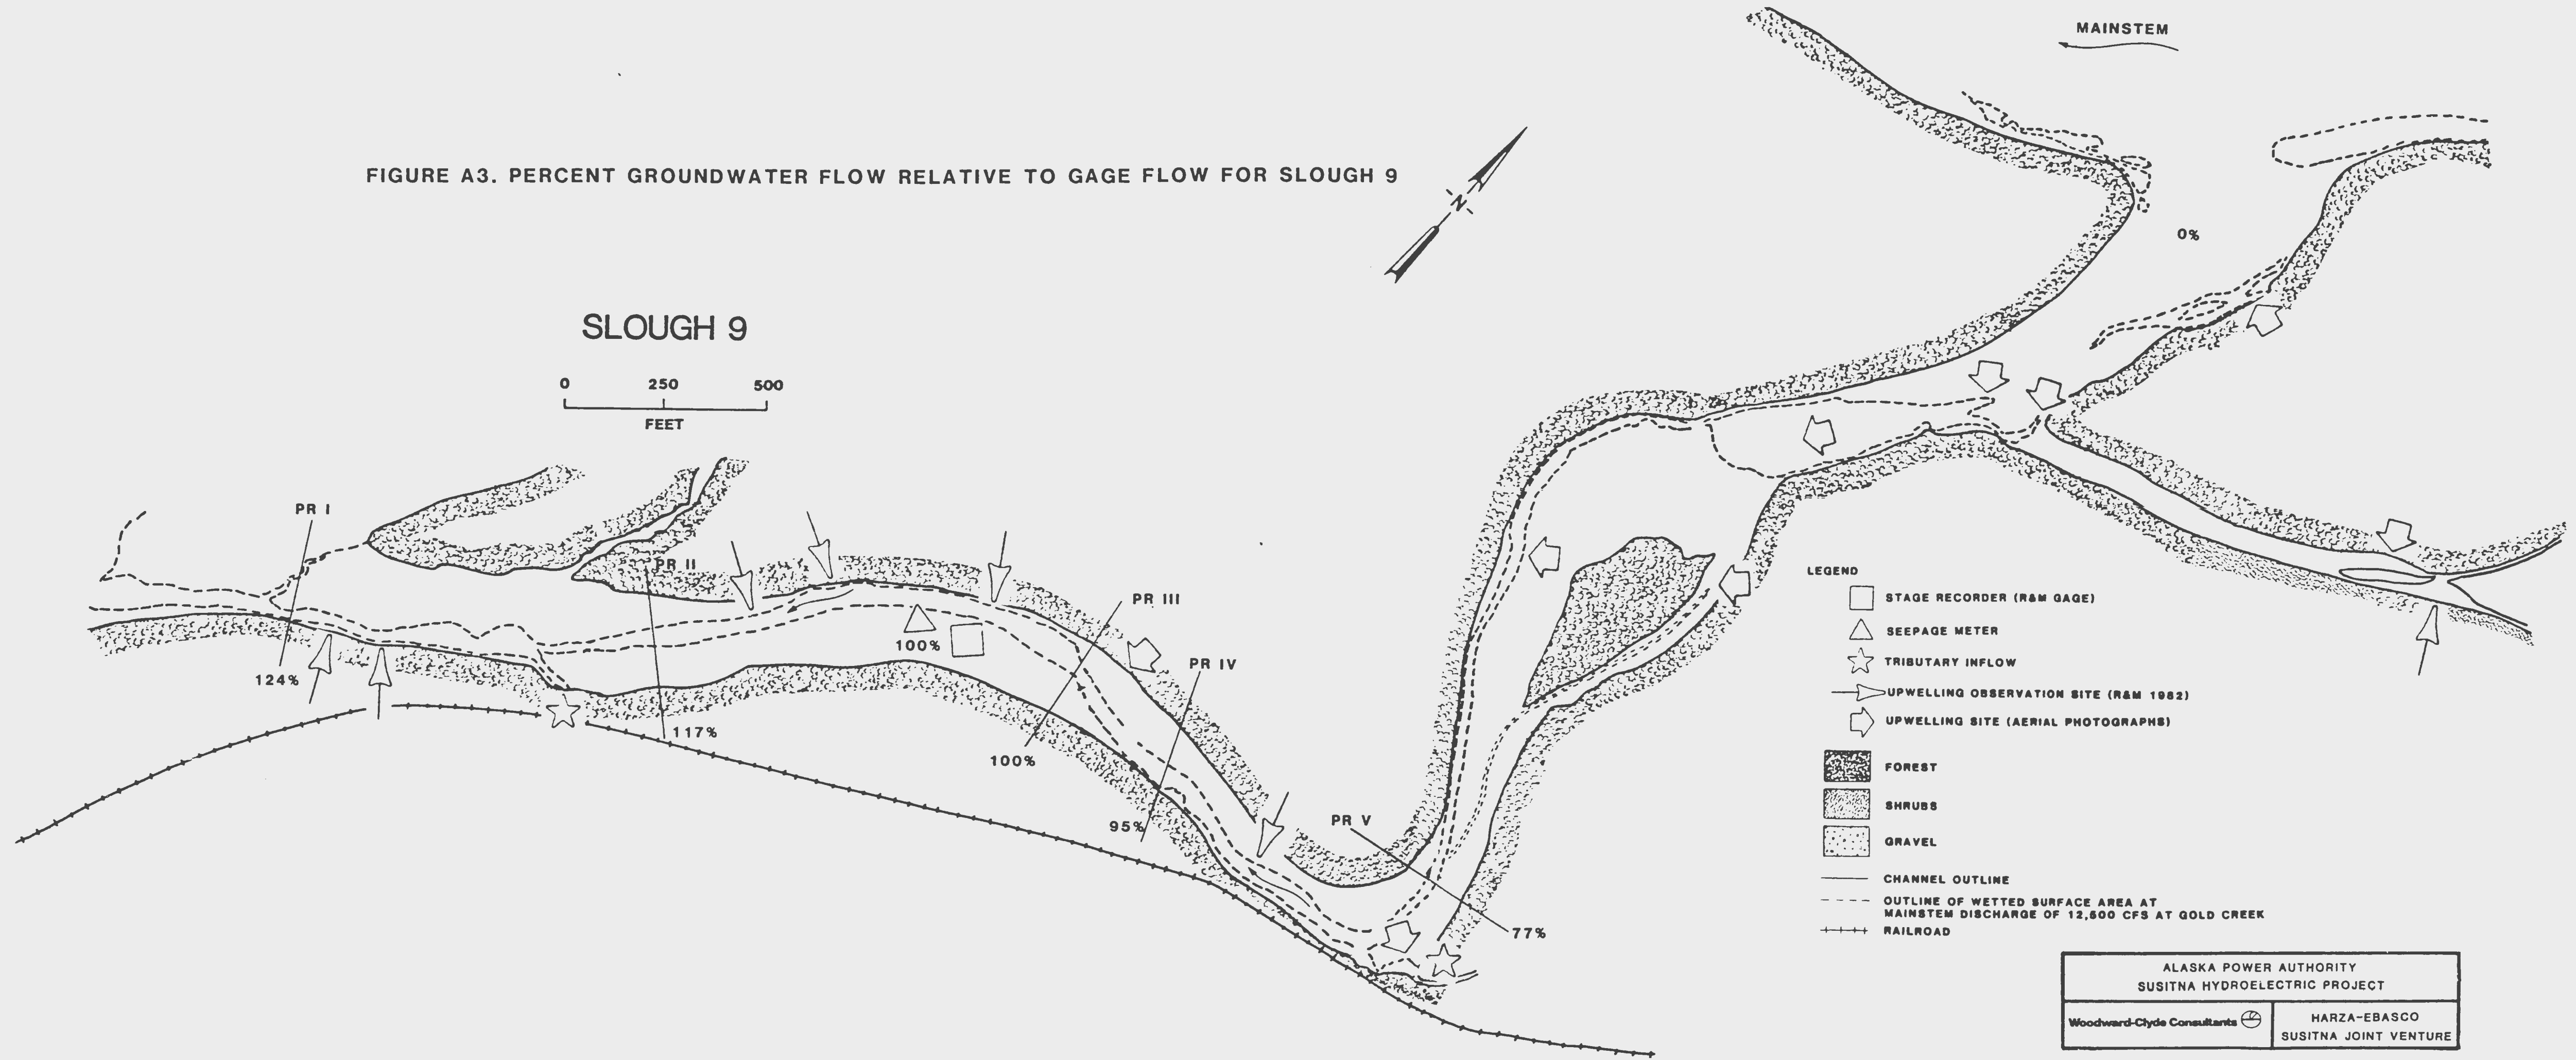 MAINSTEM
FIGURE A3. PERCENT GROUNDWATER FLOW RELATIVE TO GAGE FLOW FOR SLOUGH 9
N
0%
SLOUGH 9
0 250 500
FEET
PR I
PR II
PR III
PR IV
PR V
124%
117%
100%
100%
95%
77%
LEGEND
STAGE RECORDER (R&M GAGE)
SEEPAGE METER
TRIBUTARY INFLOW
UPWELLING OBSERVATION SITE (R&M 1982)
UPWELLING SITE (AERIAL PHOTOGRAPHS)
FOREST
SHRUBS
GRAVEL
CHANNEL OUTLINE
OUTLINE OF WETTED SURFACE AREA AT
MAINSTEM DISCHARGE OF 12,500 CFS AT GOLD CREEK
RAILROAD
ALASKA POWER AUTHORITY
SUSITNA HYDROELECTRIC PROJECT
Woodward-Clyde Consultants
HARZA-EBASCO
SUSITNA JOINT VENTURE